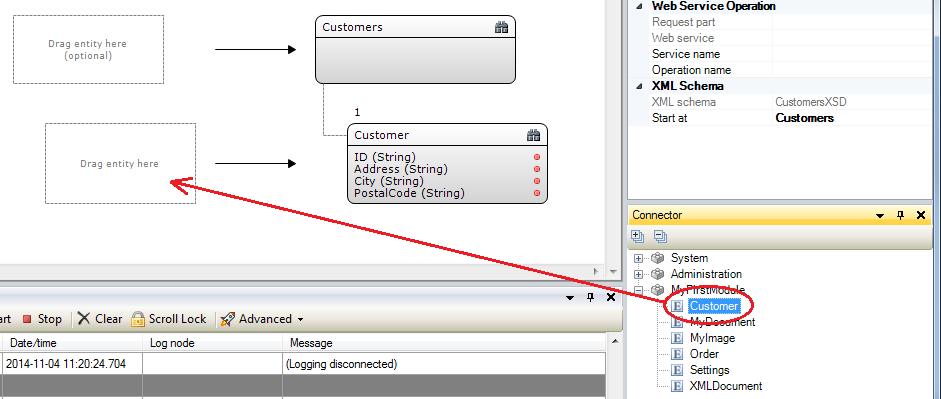 Drag entity here
(optional)
Customers
1
Drag entity here
Customer
ID (String)
Address (String)
City (String)
PostalCode (String)
Web Service Operation
Request part
Web service
Service name
Operation name
XML Schema
XML schema CustomersXSD
Start at Customers
Connector
System
Administration
MyFirstModule
Customer
MyDocument
MyImage
Order
Settings
XMLDocument
art Stop Clear Scroll Lock Advanced
Date/time Log node Message
2014-11-04 11:20:24.704 (Logging disconnected)